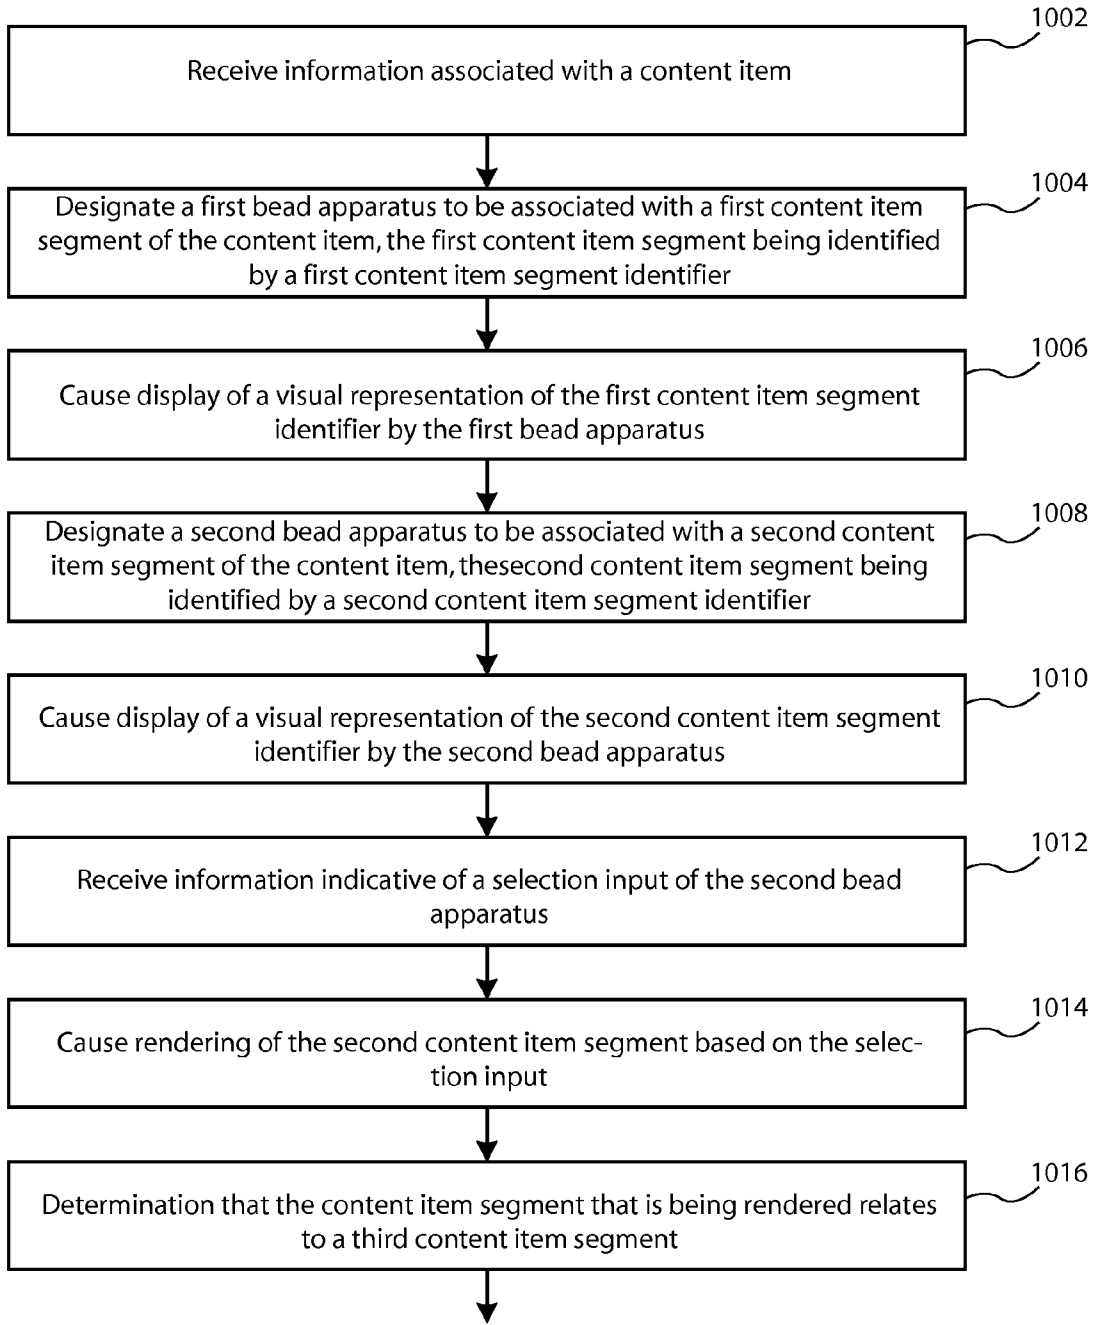 1002
Receive information associated with a content item
1004
Designate a first bead apparatus to be associated with a first content item
segment of the content item, the first content item segment being identified
by a first content item segment identifier
1006
Cause display of a visual representation of the first content item segment
identifier by the first bead apparatus
1008
Designate a second bead apparatus to be associated with a second content
item segment of the content item, thesecond content item segment being
identified by a second content item segment identifier
1010
Cause display of a visual representation of the second content item segment
identifier by the second bead apparatus
1012
Receive information indicative of a selection input of the second bead
apparatus
1014
Cause rendering of the second content item segment based on the selec-
tion input
1016
Determination that the content item segment that is being rendered relates
to a third content item segment